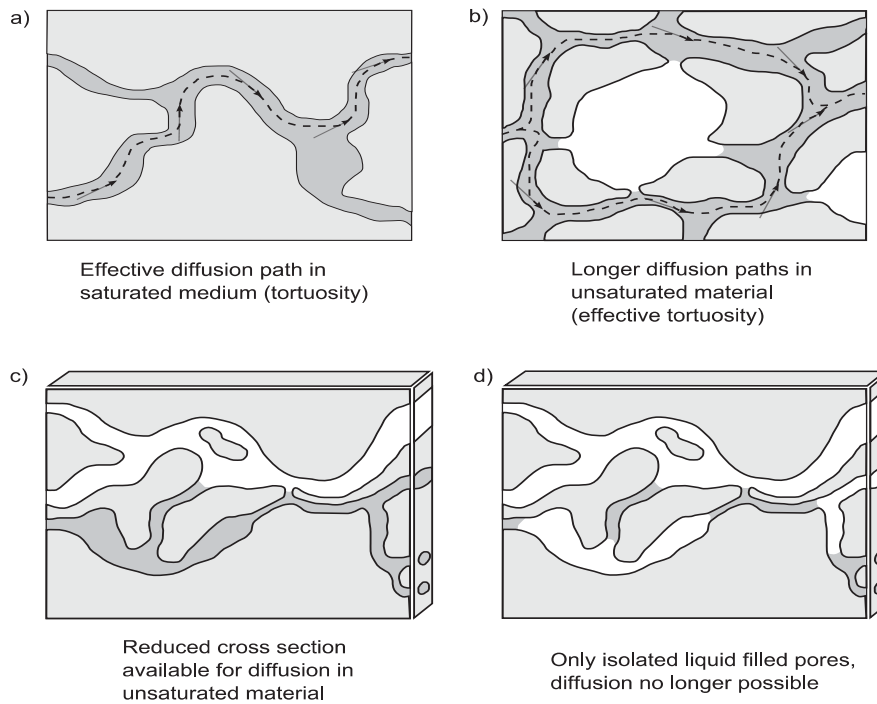 a)
b)
Effective diffusion path in
saturated medium (tortuosity)
Longer diffusion paths in
unsaturated material
(effective tortuosity)
c)
d)
Reduced cross section
available for diffusion in
unsaturated material
Only isolated liquid filled pores,
diffusion no longer possible